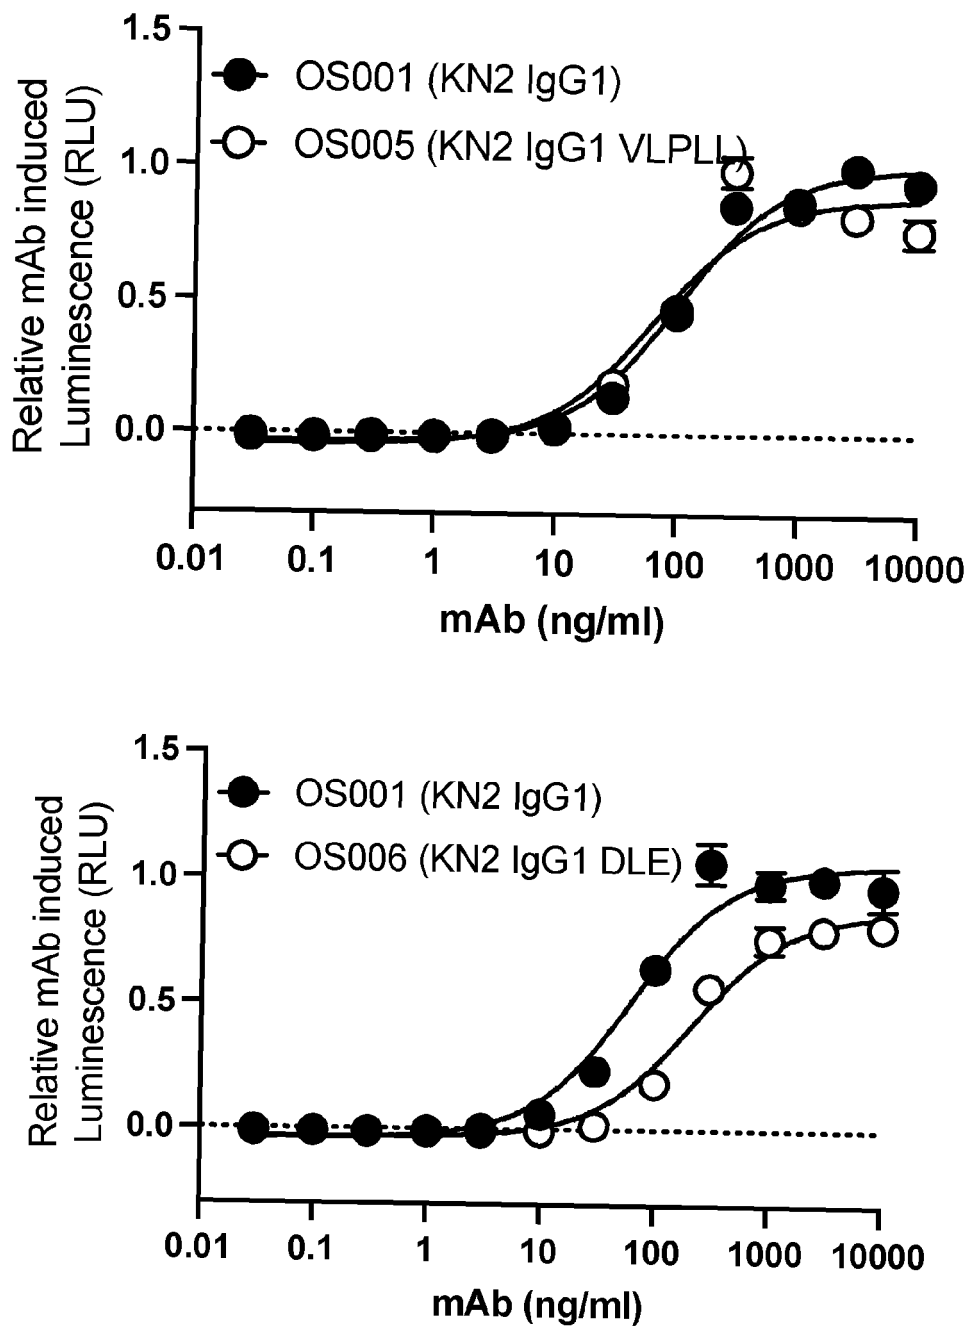 1.5
OS001 (KN2 IgG1)
OS005 (KN2 IgG1 VLPLL)
1.0
0.5
0.0
Relative mAb induced
Luminescence (RLU)
0.01 0.1 1 10 100 1000 10000
mAb (ng/ml)
1.5
OS001 (KN2 IgG1)
OS006 (KN2 IgG1 DLE)
1.0
0.5
0.0
Relative mAb induced
Luminescence (RLU)
0.01 0.1 1 10 100 1000 10000
mAb (ng/ml)